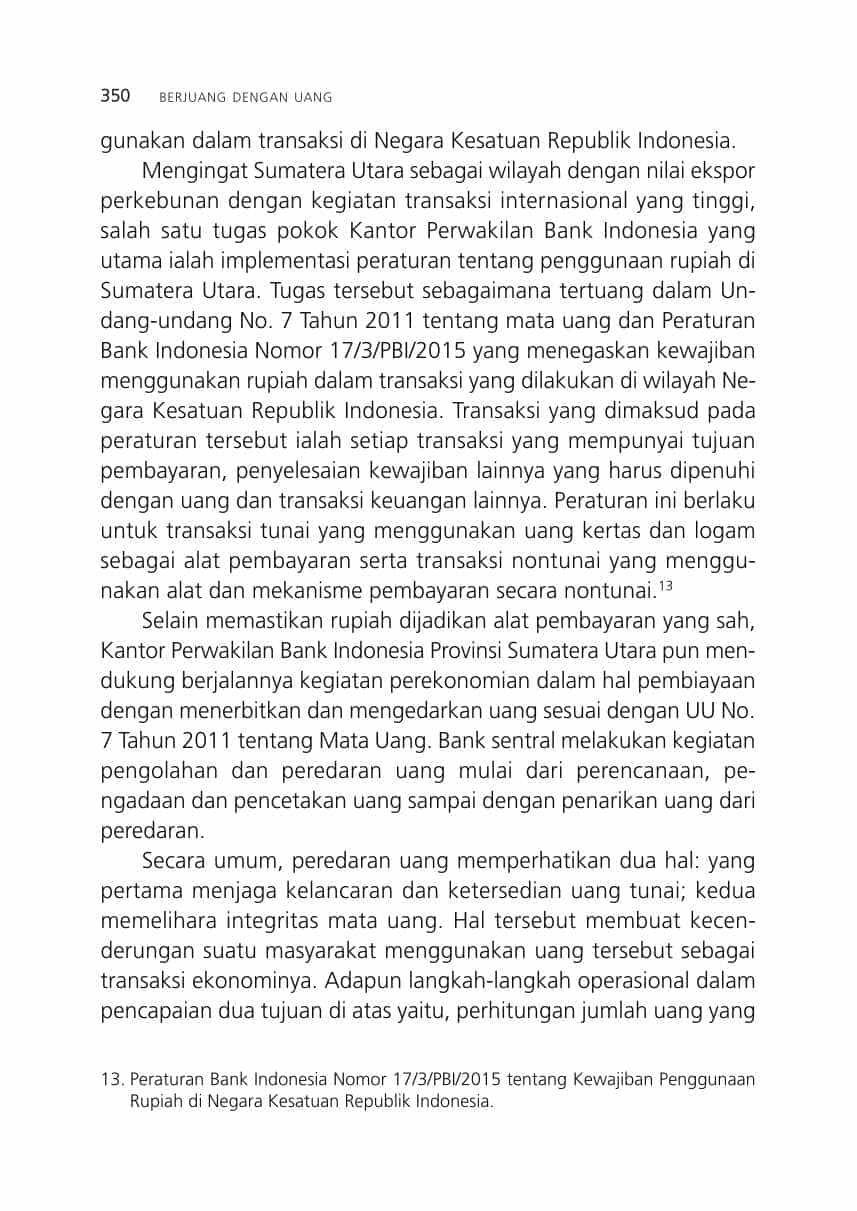 350 BERJUANG DENGAN UANG
gunakan dalam transaksi di Negara Kesatuan Republik Indonesia.
Mengingat Sumatera Utara sebagai wilayah dengan nilai ekspor
perkebunan dengan kegiatan transaksi internasional yang tinggi,
salah satu tugas pokok Kantor Perwakilan Bank Indonesia yang
utama ialah implementasi peraturan tentang penggunaan rupiah di
Sumatera Utara. Tugas tersebut sebagaimana tertuang dalam Un-
dang-undang No. 7 Tahun 2011 tentang mata uang dan Peraturan
Bank Indonesia Nomor 17/3/PBI/2015 yang menegaskan kewajiban
menggunakan rupiah dalam transaksi yang dilakukan di wilayah Ne-
gara Kesatuan Republik Indonesia. Transaksi yang dimaksud pada
peraturan tersebut ialah setiap transaksi yang mempunyai tujuan
pembayaran, penyelesaian kewajiban lainnya yang harus dipenuhi
dengan uang dan transaksi keuangan lainnya. Peraturan ini berlaku
untuk transaksi tunai yang menggunakan uang kertas dan logam
sebagai alat pembayaran serta transaksi nontunai yang menggu-
nakan alat dan mekanisme pembayaran secara nontunai.¹³
Selain memastikan rupiah dijadikan alat pembayaran yang sah,
Kantor Perwakilan Bank Indonesia Provinsi Sumatera Utara pun men-
dukung berjalannya kegiatan perekonomian dalam hal pembiayaan
dengan menerbitkan dan mengedarkan uang sesuai dengan UU No.
7 Tahun 2011 tentang Mata Uang. Bank sentral melakukan kegiatan
pengolahan dan peredaran uang mulai dari perencanaan, pe-
ngadaan dan pencetakan uang sampai dengan penarikan uang dari
peredaran.
Secara umum, peredaran uang memperhatikan dua hal: yang
pertama menjaga kelancaran dan ketersedian uang tunai; kedua
memelihara integritas mata uang. Hal tersebut membuat kecen-
derungan suatu masyarakat menggunakan uang tersebut sebagai
transaksi ekonominya. Adapun langkah-langkah operasional dalam
pencapaian dua tujuan di atas yaitu, perhitungan jumlah uang yang
13. Peraturan Bank Indonesia Nomor 17/3/PBI/2015 tentang Kewajiban Penggunaan
Rupiah di Negara Kesatuan Republik Indonesia.